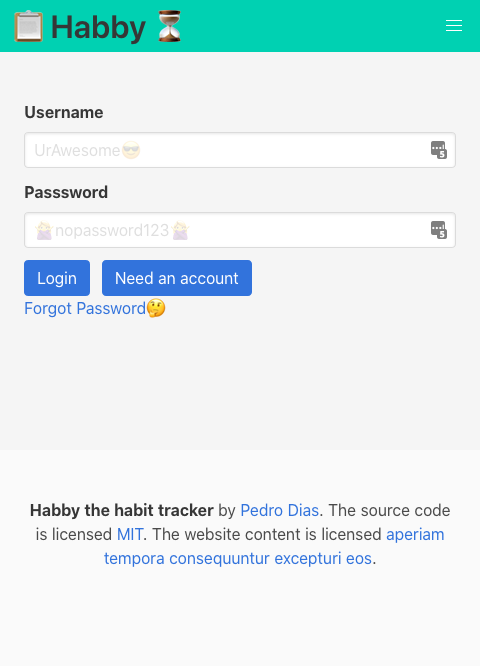 📋 Habby ⏳
Username
UrAwesome😎
Passsword
🤷‍♀️nopassword123🤷‍♀️
Login Need an account
Forgot Password🤔
Habby the habit tracker by Pedro Dias. The source code
is licensed MIT. The website content is licensed aperiam
tempora consequuntur excepturi eos.